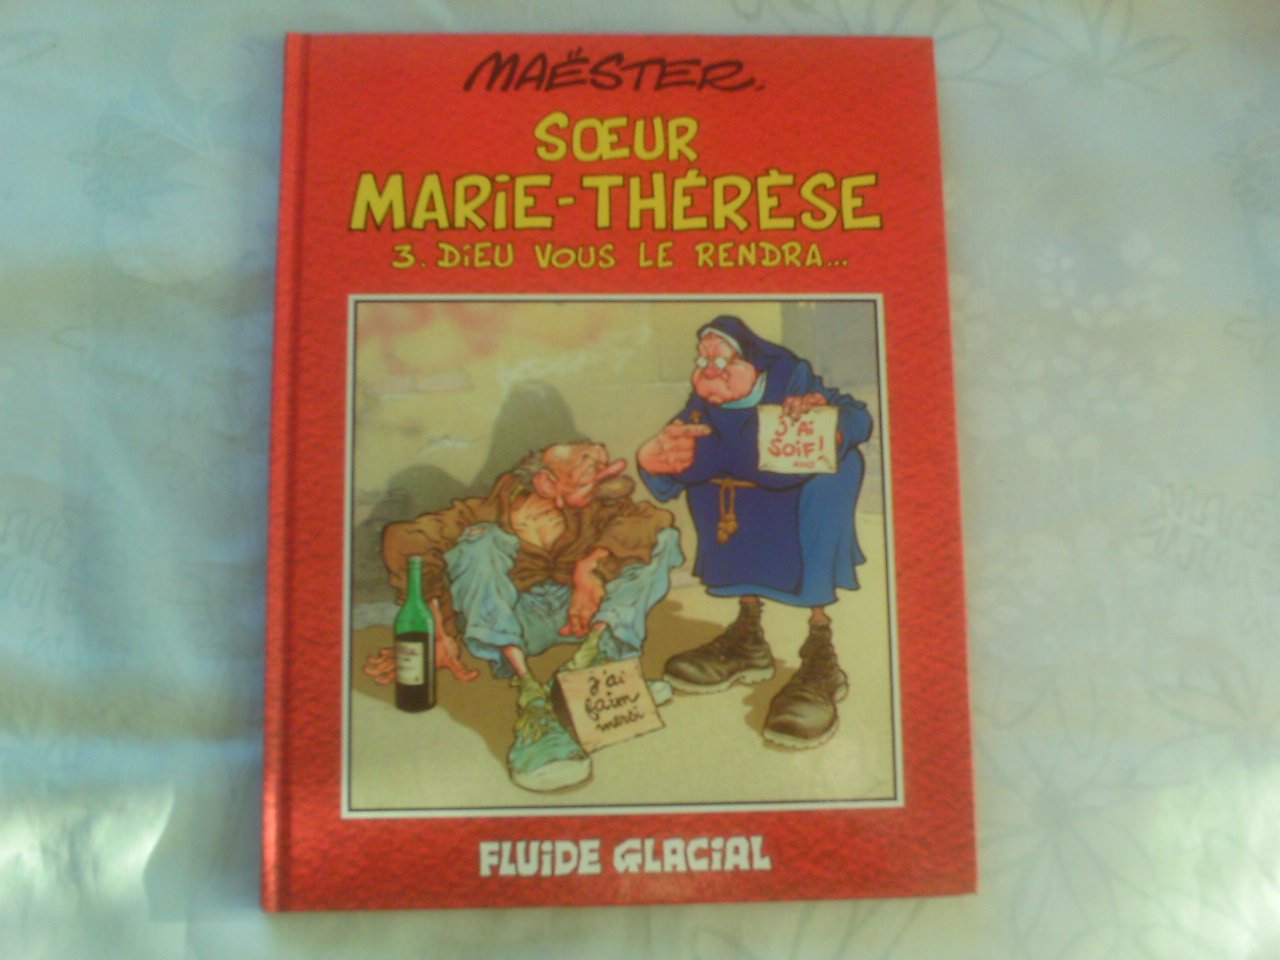 MAËSTER.
SŒUR
MARiE-THÉRÈSE
3. DiEU VOUS LE RENDRA...
J'Ai
SOiF!
j'ai
faim
merci
FLUiDE GLACiAL